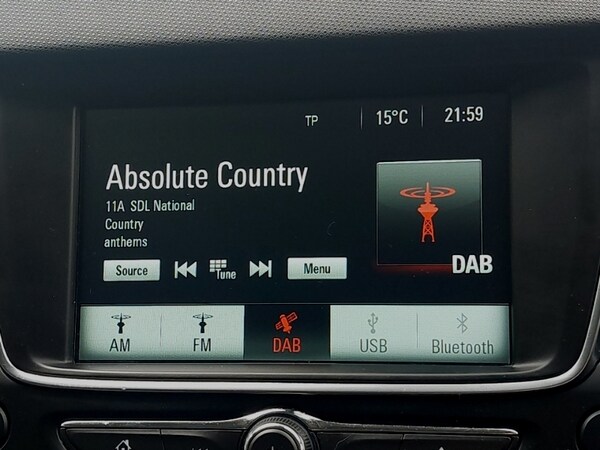 TP 15°C 21:59
Absolute Country
11A SDL National
Country
anthems
Source Tune Menu
DAB
AM FM DAB USB Bluetooth